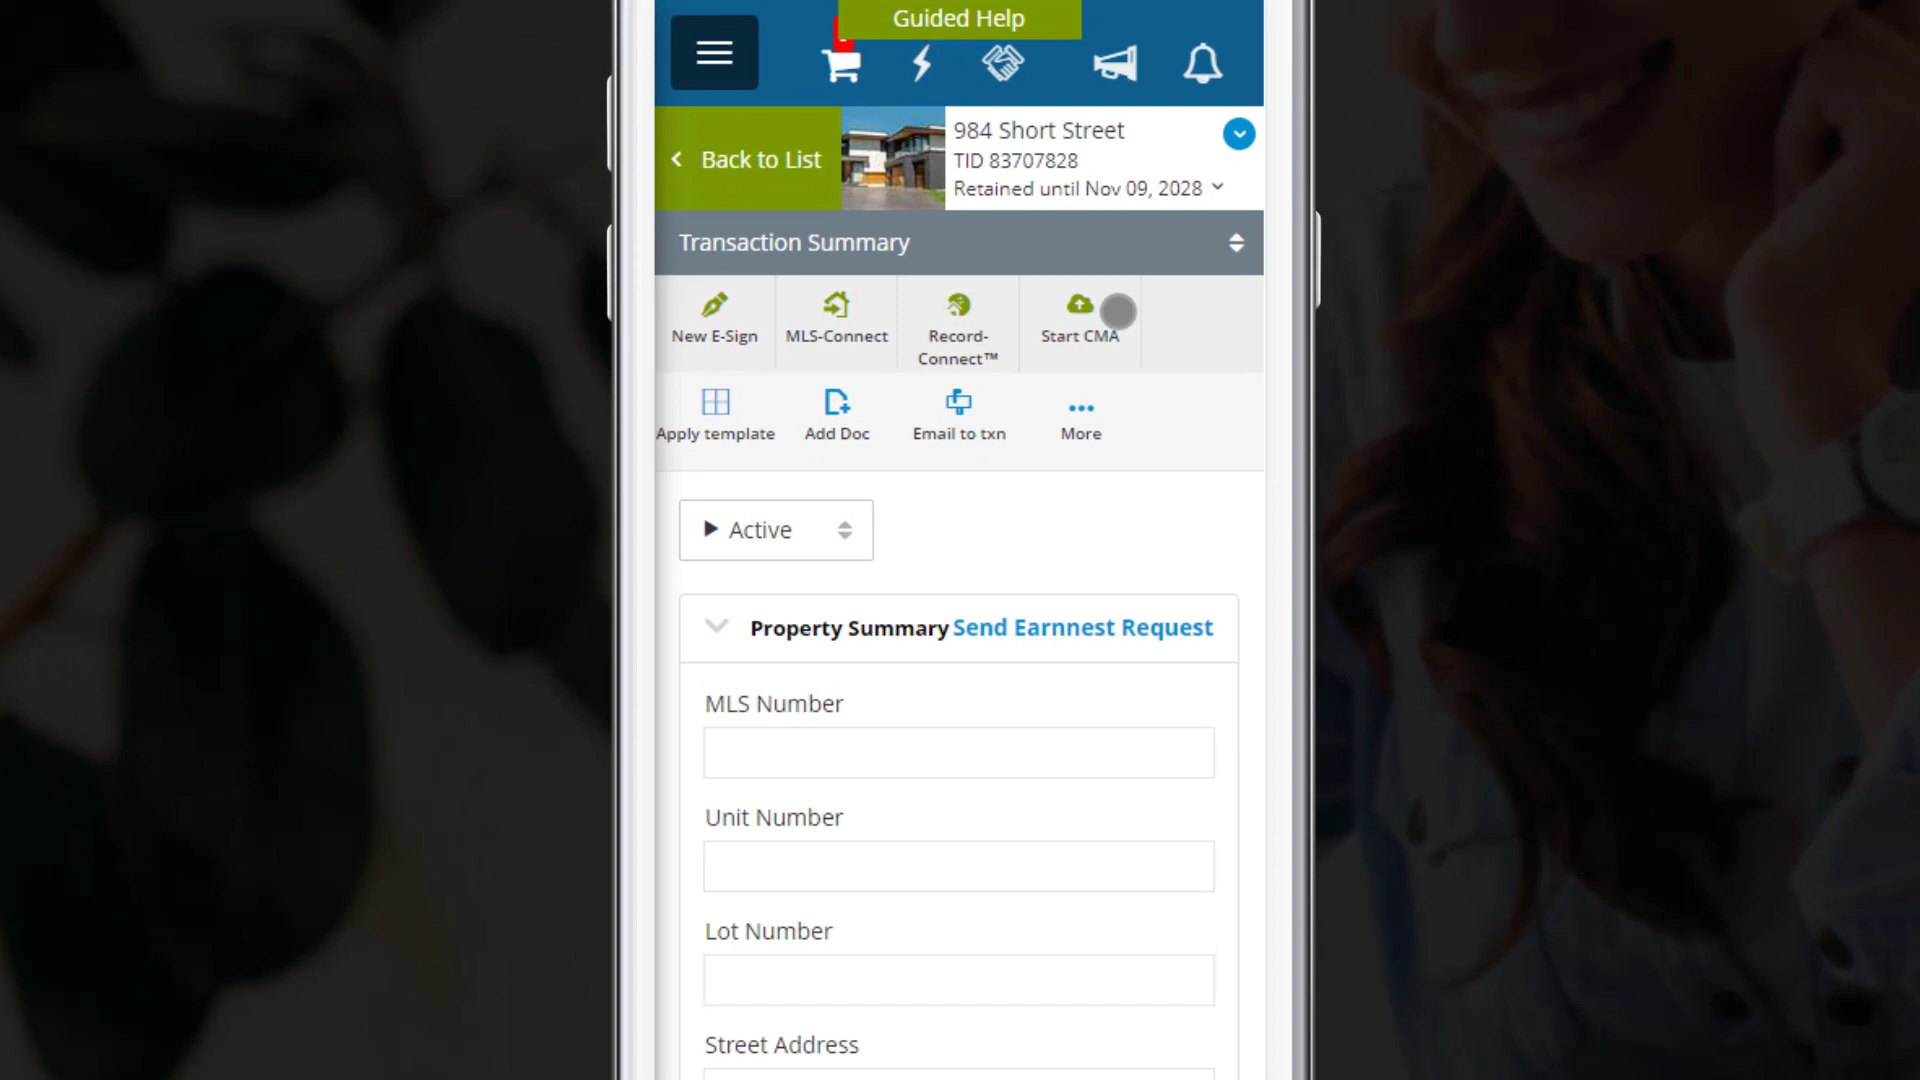 Guided Help
Back to List
984 Short Street
TID 83707828
Retained until Nov 09, 2028
Transaction Summary
New E-Sign
MLS-Connect
Record-
Connect™
Start CMA
Apply template
Add Doc
Email to txn
More
Active
Property Summary Send Earnnest Request
MLS Number
Unit Number
Lot Number
Street Address